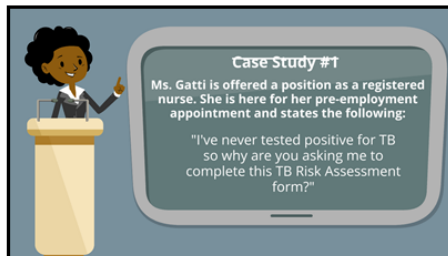 Case Study #1
Ms. Gatti is offered a position as a registered
nurse. She is here for her pre-employment
appointment and states the following:
"I've never tested positive for TB
so why are you asking me to
complete this TB Risk Assessment
form?"